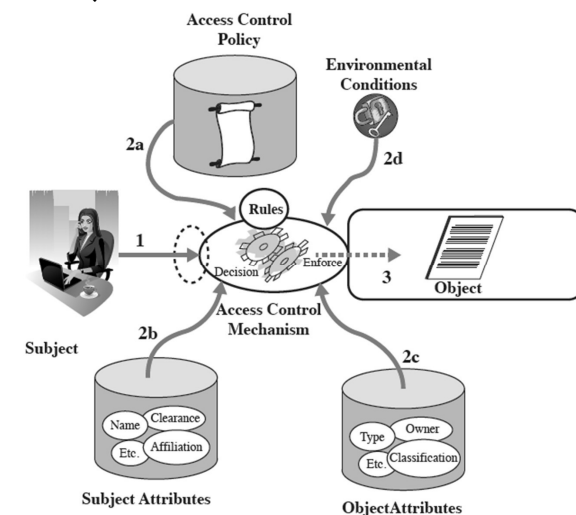 Access Control
Policy
Environmental
Conditions
2a
2d
Rules
1
Decision
Enforce
3
Object
Access Control
Mechanism
Subject
2b
2c
Name
Clearance
Etc.
Affiliation
Type
Owner
Etc.
Classification
Subject Attributes
ObjectAttributes